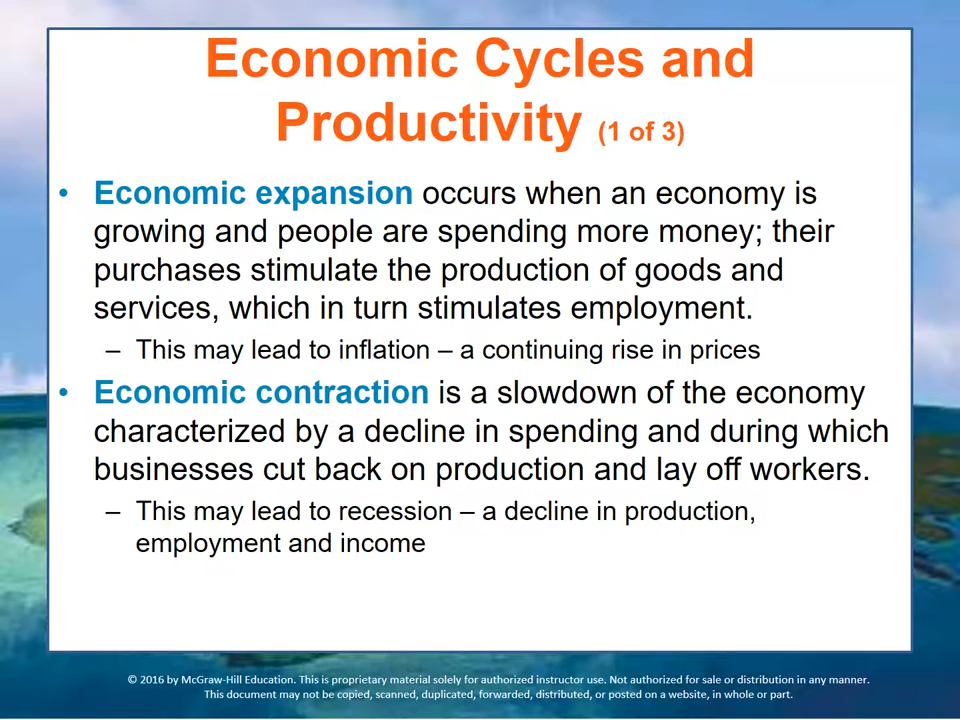 Economic Cycles and
Productivity (1 of 3)
• Economic expansion occurs when an economy is
growing and people are spending more money; their
purchases stimulate the production of goods and
services, which in turn stimulates employment.
– This may lead to inflation – a continuing rise in prices
• Economic contraction is a slowdown of the economy
characterized by a decline in spending and during which
businesses cut back on production and lay off workers.
– This may lead to recession – a decline in production,
employment and income
© 2016 by McGraw-Hill Education. This is proprietary material solely for authorized instructor use. Not authorized for sale or distribution in any manner.
This document may not be copied, scanned, duplicated, forwarded, distributed, or posted on a website, in whole or part.